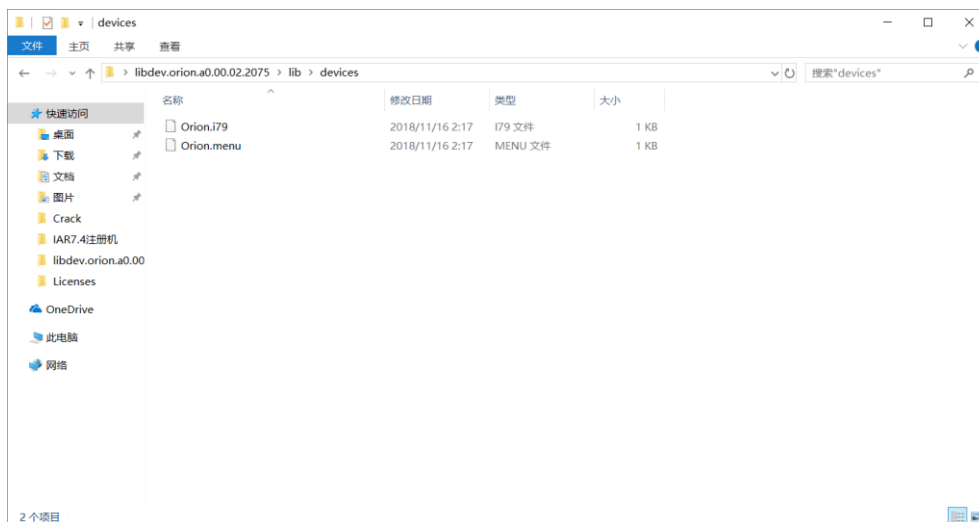 devices
文件 主页 共享 查看
libdev.orion.a0.00.02.2075 > lib > devices 搜索"devices"
名称 修改日期 类型 大小
快速访问
桌面
下载
文档
图片
Crack
IAR7.4注册机
libdev.orion.a0.00
Licenses
OneDrive
此电脑
网络
Orion.i79 2018/11/16 2:17 I79 文件 1 KB
Orion.menu 2018/11/16 2:17 MENU 文件 1 KB
2 个项目